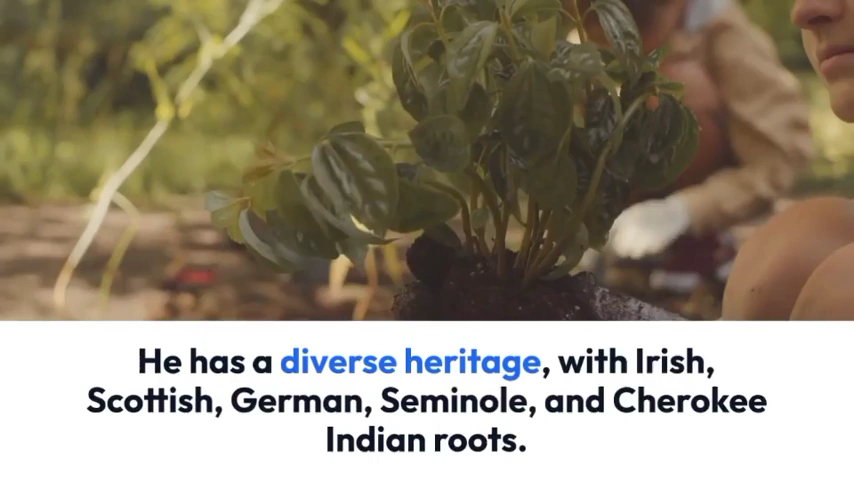 He has a diverse heritage, with Irish,
Scottish, German, Seminole, and Cherokee
Indian roots.